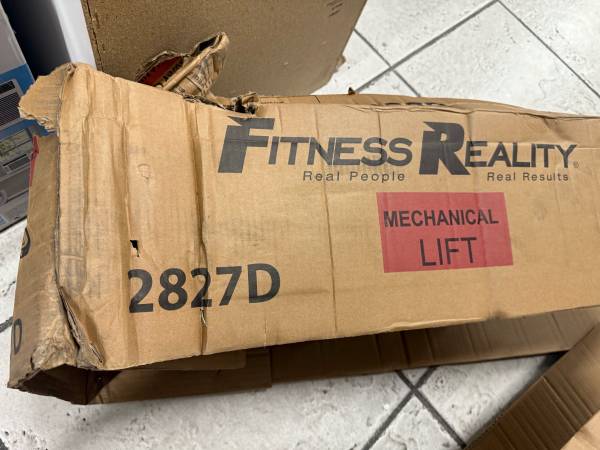 FITNESS REALITY®
Real People Real Results
MECHANICAL
LIFT
2827D
D